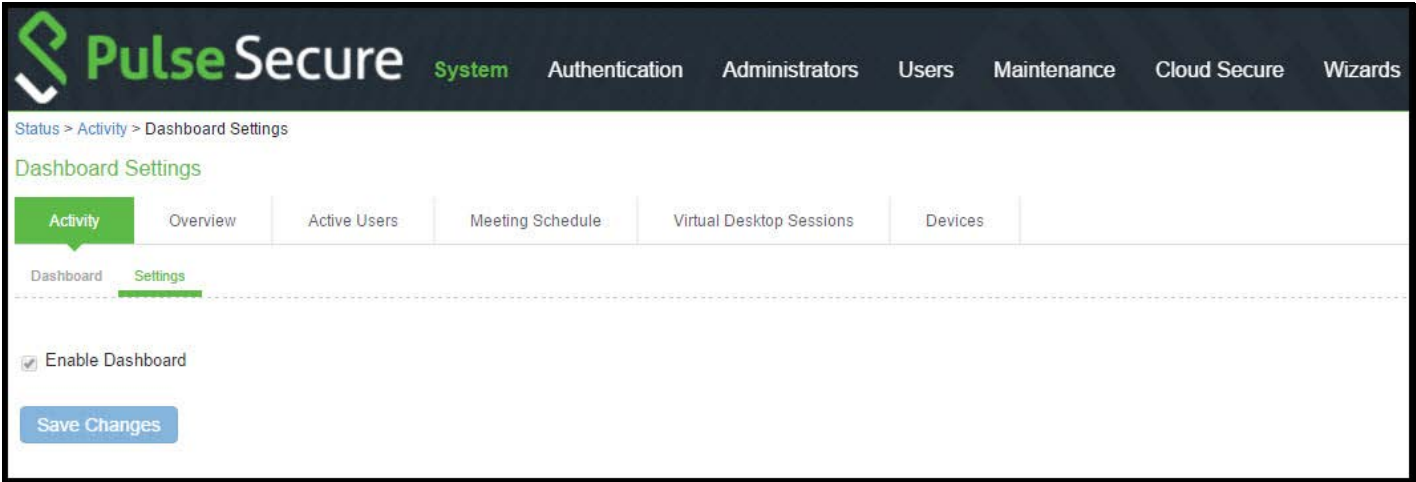 Pulse Secure System Authentication Administrators Users Maintenance Cloud Secure Wizards
Status > Activity > Dashboard Settings
Dashboard Settings
Activity Overview Active Users Meeting Schedule Virtual Desktop Sessions Devices
Dashboard Settings
Enable Dashboard
Save Changes